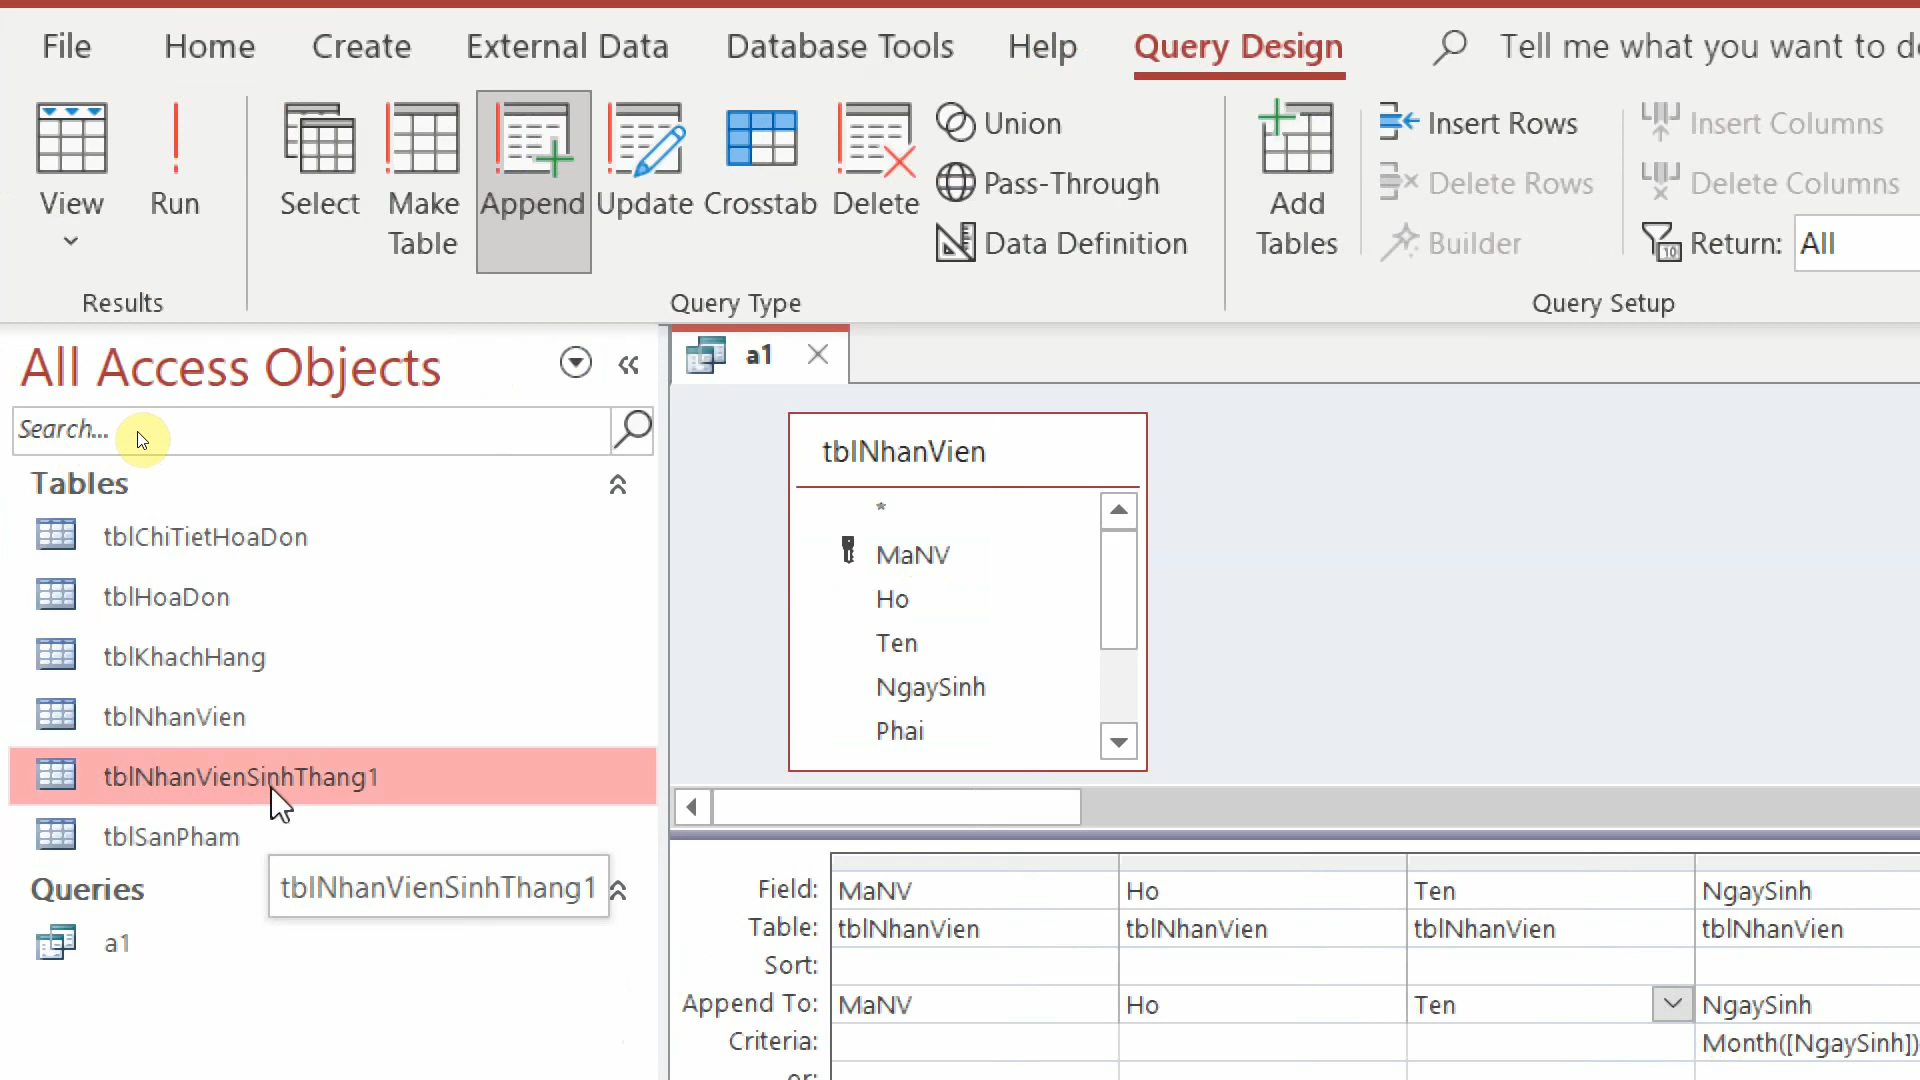 File Home Create External Data Database Tools Help Query Design Tell me what you want to d
View Run Select Make Table Append Update Crosstab Delete
Union
Pass-Through
Data Definition
Add Tables
Insert Rows
Delete Rows
Builder
Insert Columns
Delete Columns
Return: All
Results Query Type Query Setup
All Access Objects
Search...
Tables
tblChiTietHoaDon
tblHoaDon
tblKhachHang
tblNhanVien
tblNhanVienSinhThang1
tblSanPham
tblNhanVienSinhThang1
Queries
a1
a1
tblNhanVien
*
MaNV
Ho
Ten
NgaySinh
Phai
Field: MaNV Ho Ten NgaySinh
Table: tblNhanVien tblNhanVien tblNhanVien tblNhanVien
Sort:
Append To: MaNV Ho Ten NgaySinh
Criteria: Month([NgaySinh])
or: